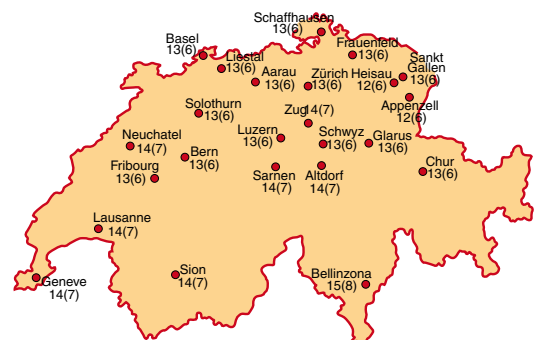 Schaffhausen
13(6)
Basel
13(6)
Liestal
13(6)
Frauenfeld
13(6)
Sankt
Gallen
13(6)
Aarau
13(6)
Zürich
13(6)
Heisau
12(6)
Appenzell
12(6)
Solothurn
13(6)
Zug
14(7)
Neuchatel
14(7)
Luzern
13(6)
Schwyz
13(6)
Glarus
13(6)
Bern
13(6)
Fribourg
13(6)
Sarnen
14(7)
Altdorf
14(7)
Chur
13(6)
Lausanne
14(7)
Geneve
14(7)
Sion
14(7)
Bellinzona
15(8)